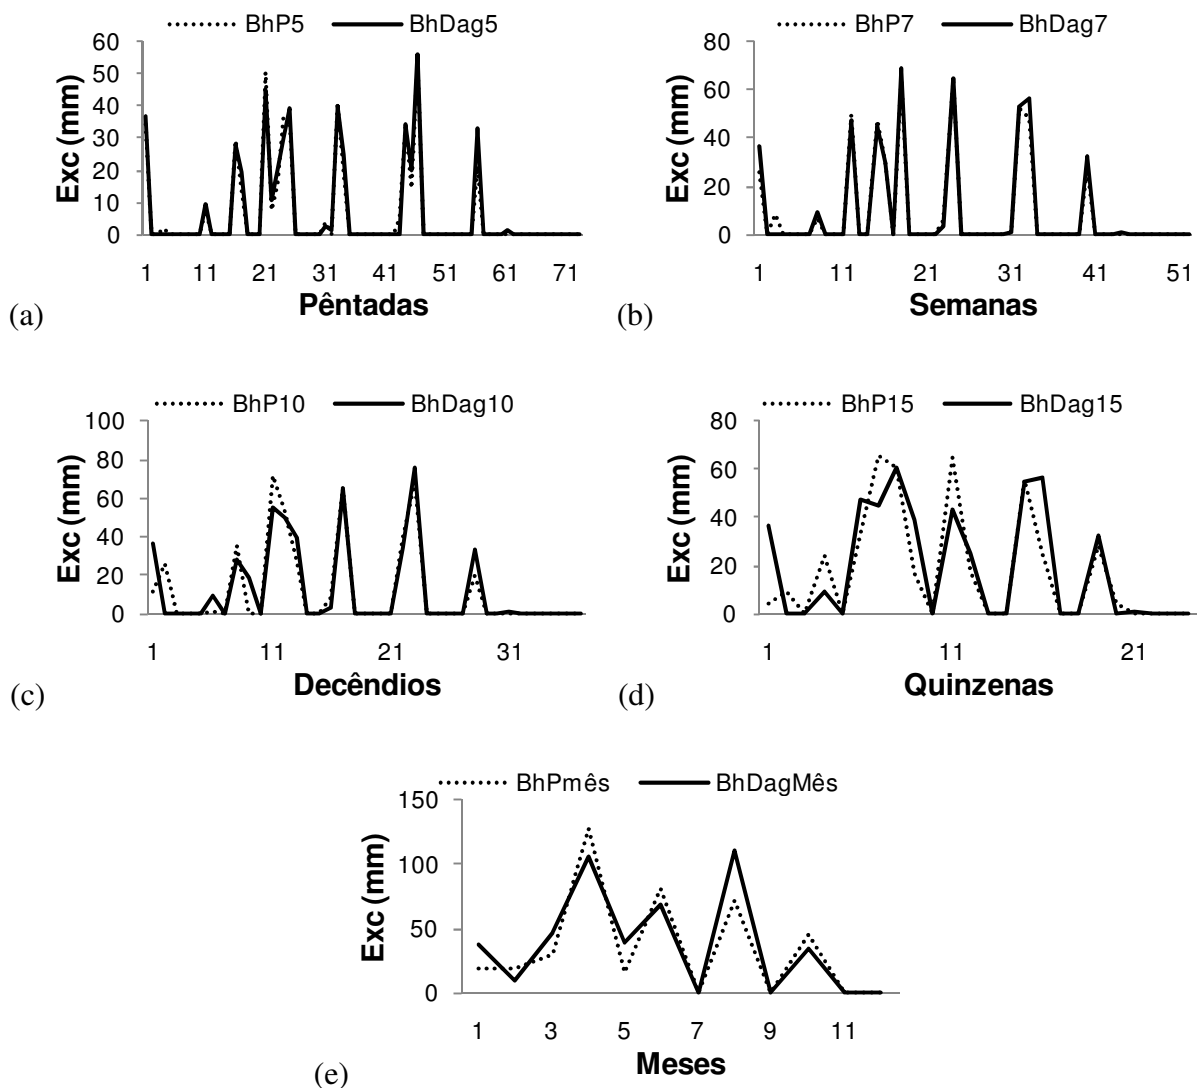 BhP5 BhDag5
60
50
40
30
20
10
0
Exc (mm)
1 11 21 31 41 51 61 71
Pêntadas
(a)
BhP7 BhDag7
80
60
40
20
0
Exc (mm)
1 11 21 31 41 51
Semanas
(b)
BhP10 BhDag10
100
80
60
40
20
0
Exc (mm)
1 11 21 31
Decêndios
(c)
BhP15 BhDag15
80
60
40
20
0
Exc (mm)
1 11 21
Quinzenas
(d)
BhPmês BhDagMês
150
100
50
0
Exc (mm)
1 3 5 7 9 11
Meses
(e)